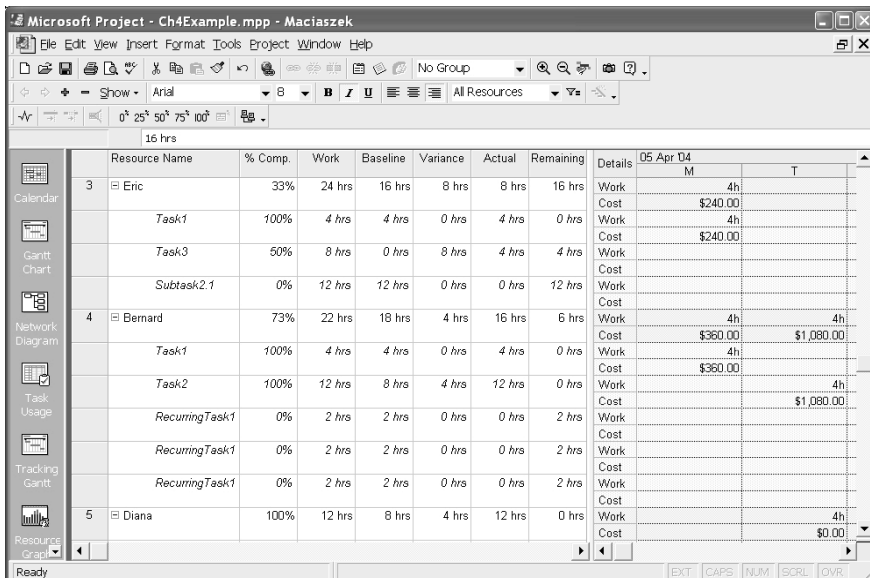 Microsoft Project - Ch4Example.mpp - Maciaszek
File Edit View Insert Format Tools Project Window Help
No Group
Show Arial 8 B I U All Resources
0% 25% 50% 75% 100%
16 hrs
Resource Name % Comp. Work Baseline Variance Actual Remaining Details 05 Apr '04
M T
3 Eric 33% 24 hrs 16 hrs 8 hrs 8 hrs 16 hrs Work 4h
Cost $240.00
Task1 100% 4 hrs 4 hrs 0 hrs 4 hrs 0 hrs Work 4h
Cost $240.00
Task3 50% 8 hrs 0 hrs 8 hrs 4 hrs 4 hrs Work
Cost
Subtask2.1 0% 12 hrs 12 hrs 0 hrs 0 hrs 12 hrs Work
Cost
4 Bernard 73% 22 hrs 18 hrs 4 hrs 16 hrs 6 hrs Work 4h 4h
Cost $360.00 $1,080.00
Task1 100% 4 hrs 4 hrs 0 hrs 4 hrs 0 hrs Work 4h
Cost $360.00
Task2 100% 12 hrs 8 hrs 4 hrs 12 hrs 0 hrs Work 4h
Cost $1,080.00
RecurringTask1 0% 2 hrs 2 hrs 0 hrs 0 hrs 2 hrs Work
Cost
RecurringTask1 0% 2 hrs 2 hrs 0 hrs 0 hrs 2 hrs Work
Cost
RecurringTask1 0% 2 hrs 2 hrs 0 hrs 0 hrs 2 hrs Work
Cost
5 Diana 100% 12 hrs 8 hrs 4 hrs 12 hrs 0 hrs Work 4h
Cost $0.00
Calendar
Gantt
Chart
Network
Diagram
Task
Usage
Tracking
Gantt
Resource
Graph
Ready EXT CAPS NUM SCRL OVR